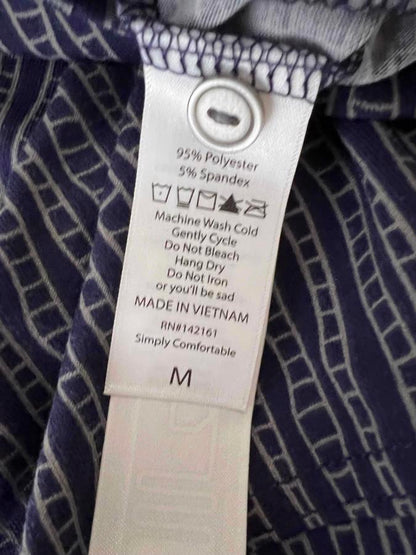 95% Polyester
5% Spandex
Machine Wash Cold
Gently Cycle
Do Not Bleach
Hang Dry
Do Not Iron
or you'll be sad
MADE IN VIETNAM
RN#142161
Simply Comfortable
M